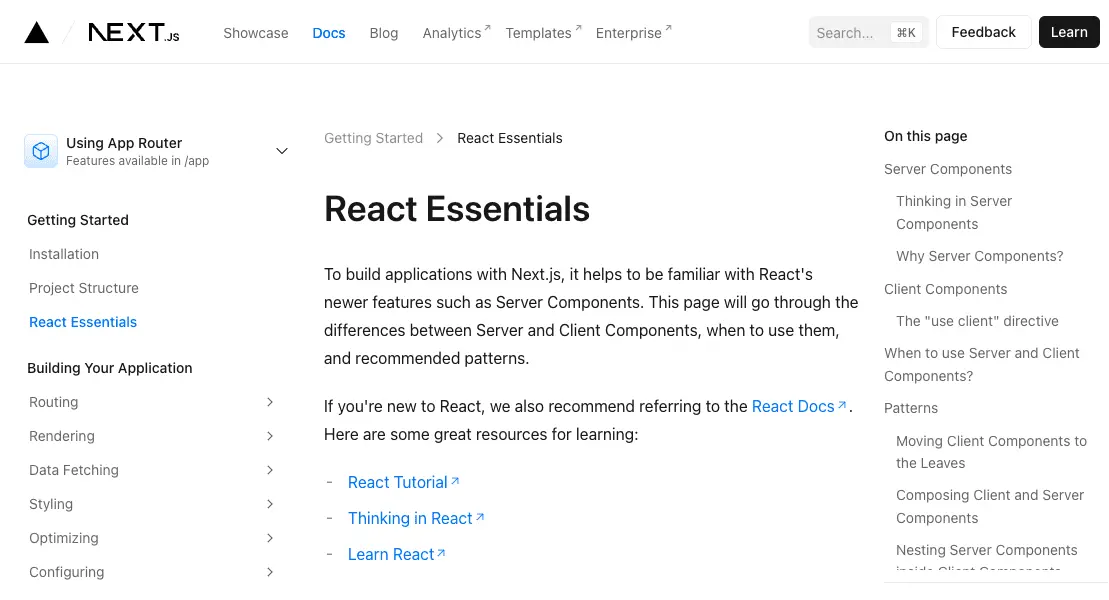 NEXT.JS
Showcase
Docs
Blog
Analytics
Templates
Enterprise
Search...
⌘K
Feedback
Learn
Using App Router
Features available in /app
Getting Started
Installation
Project Structure
React Essentials
Building Your Application
Routing
Rendering
Data Fetching
Styling
Optimizing
Configuring
Getting Started > React Essentials
React Essentials
To build applications with Next.js, it helps to be familiar with React's
newer features such as Server Components. This page will go through the
differences between Server and Client Components, when to use them,
and recommended patterns.
If you're new to React, we also recommend referring to the React Docs.
Here are some great resources for learning:
- React Tutorial
- Thinking in React
- Learn React
On this page
Server Components
Thinking in Server
Components
Why Server Components?
Client Components
The "use client" directive
When to use Server and Client
Components?
Patterns
Moving Client Components to
the Leaves
Composing Client and Server
Components
Nesting Server Components
inside Client Components